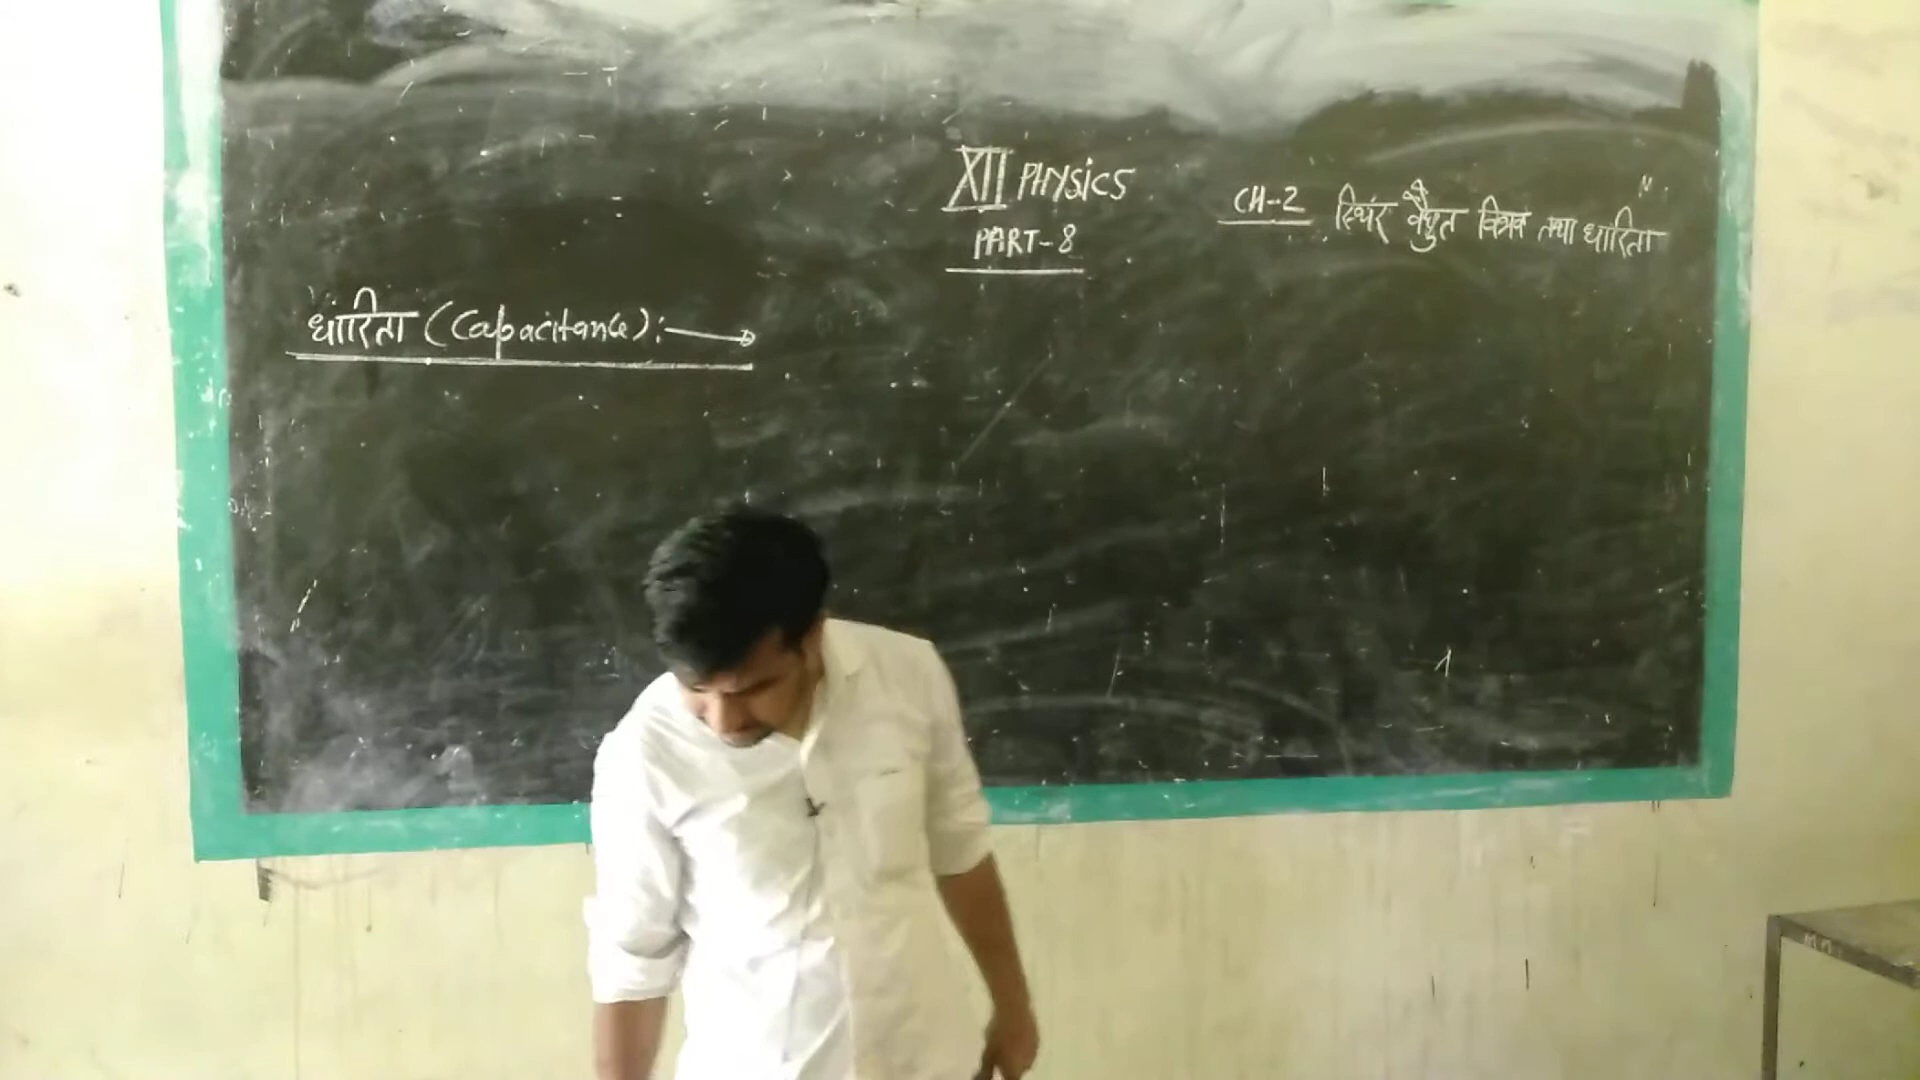 XII PHYSICS
PART-8
CH-2 स्थिर वैद्युत विभव तथा धारिता
धारिता (Capacitance):→